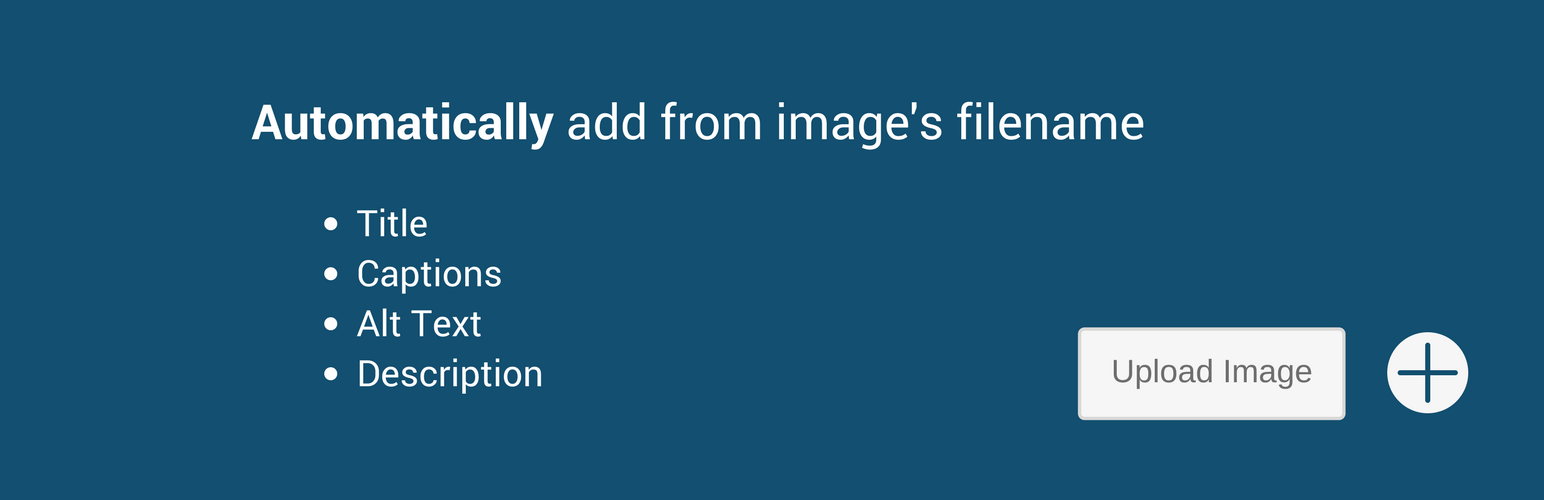 Automatically add from image's filename
• Title
• Captions
• Alt Text
• Description
Upload Image